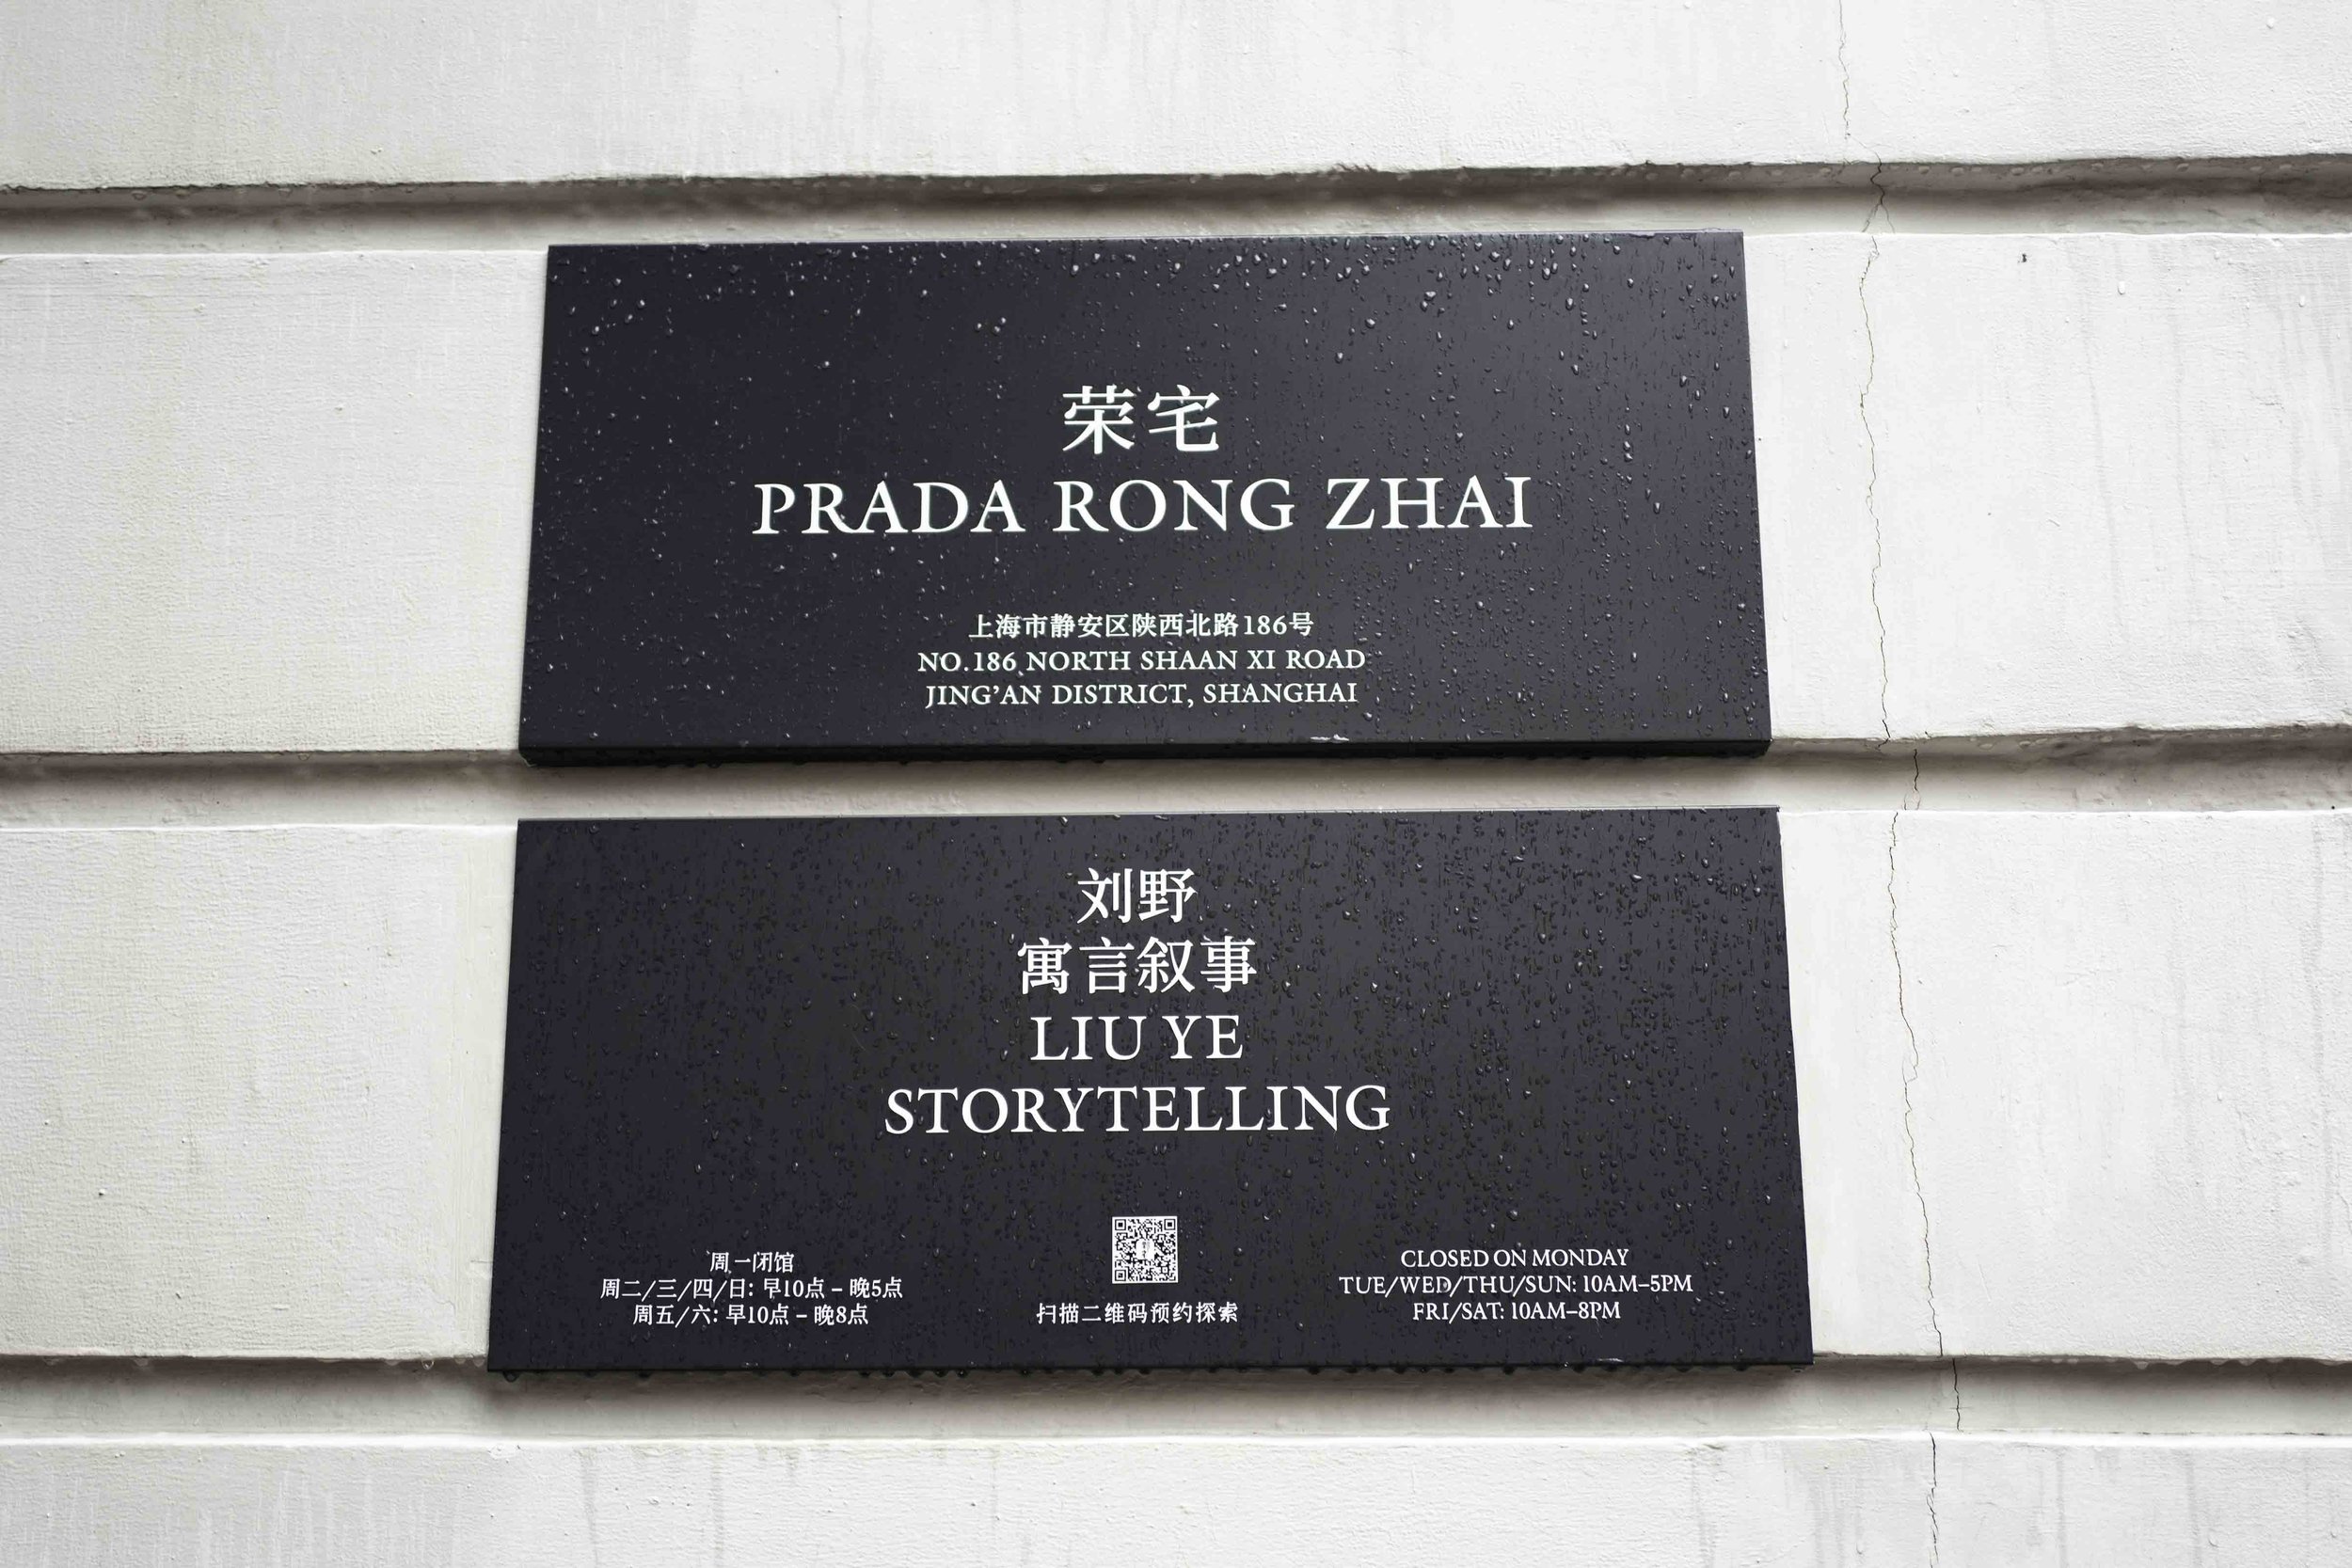 荣宅
PRADA RONG ZHAI
上海市静安区陕西北路186号
NO.186 NORTH SHAAN XI ROAD
JING'AN DISTRICT, SHANGHAI
刘野
寓言叙事
LIU YE
STORYTELLING
周一闭馆
周二/三/四/日: 早10点 – 晚5点
周五/六: 早10点 – 晚8点
扫描二维码预约探索
CLOSED ON MONDAY
TUE/WED/THU/SUN: 10AM–5PM
FRI/SAT: 10AM–8PM